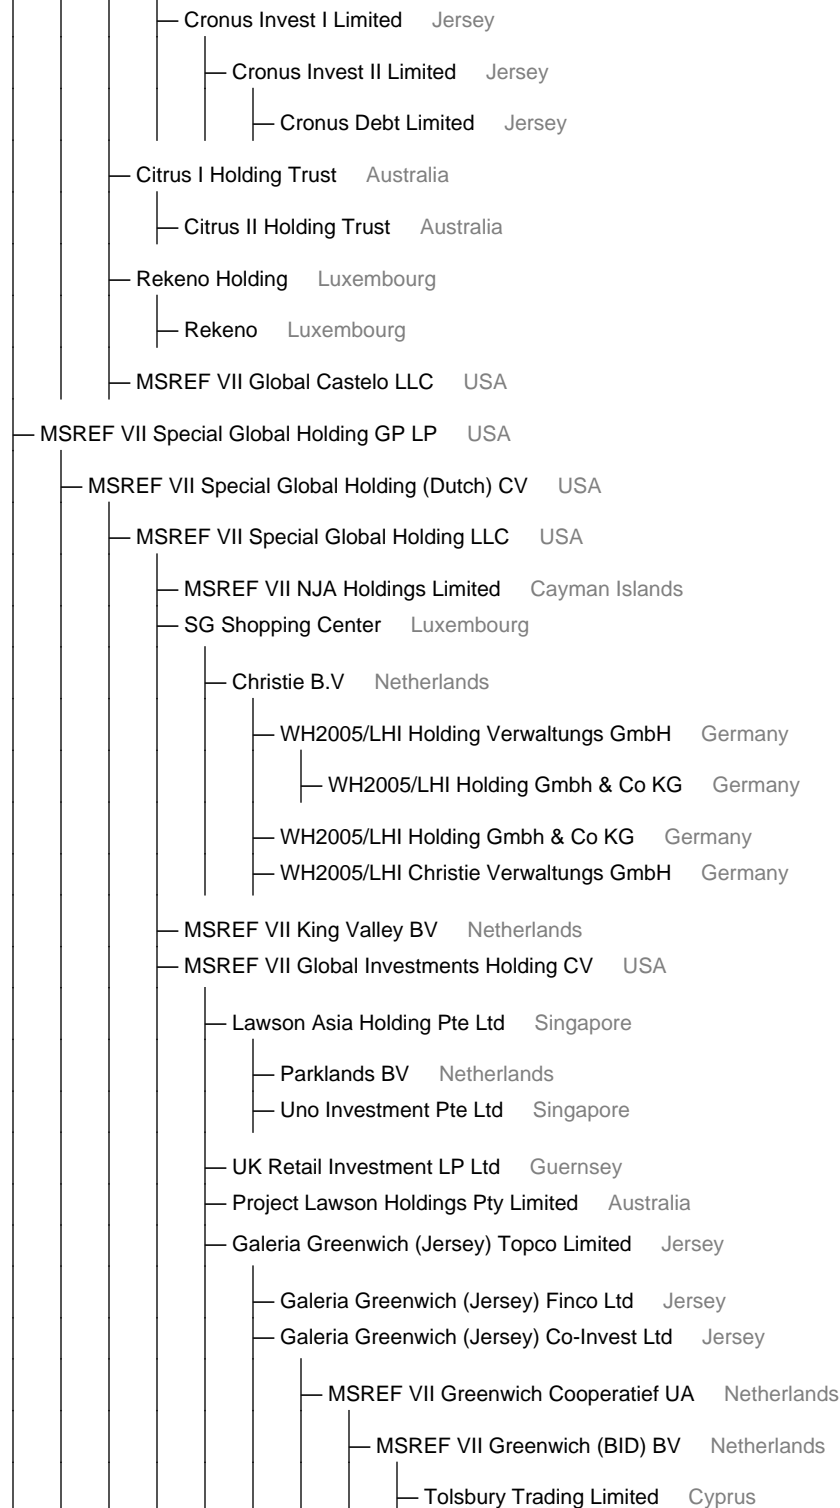 Cronus Invest I Limited Jersey
Cronus Invest II Limited Jersey
Cronus Debt Limited Jersey
Citrus I Holding Trust Australia
Citrus II Holding Trust Australia
Rekeno Holding Luxembourg
Rekeno Luxembourg
MSREF VII Global Castelo LLC USA
MSREF VII Special Global Holding GP LP USA
MSREF VII Special Global Holding (Dutch) CV USA
MSREF VII Special Global Holding LLC USA
MSREF VII NJA Holdings Limited Cayman Islands
SG Shopping Center Luxembourg
Christie B.V Netherlands
WH2005/LHI Holding Verwaltungs GmbH Germany
WH2005/LHI Holding Gmbh & Co KG Germany
WH2005/LHI Holding Gmbh & Co KG Germany
WH2005/LHI Christie Verwaltungs GmbH Germany
MSREF VII King Valley BV Netherlands
MSREF VII Global Investments Holding CV USA
Lawson Asia Holding Pte Ltd Singapore
Parklands BV Netherlands
Uno Investment Pte Ltd Singapore
UK Retail Investment LP Ltd Guernsey
Project Lawson Holdings Pty Limited Australia
Galeria Greenwich (Jersey) Topco Limited Jersey
Galeria Greenwich (Jersey) Finco Ltd Jersey
Galeria Greenwich (Jersey) Co-Invest Ltd Jersey
MSREF VII Greenwich Cooperatief UA Netherlands
MSREF VII Greenwich (BID) BV Netherlands
Tolsbury Trading Limited Cyprus